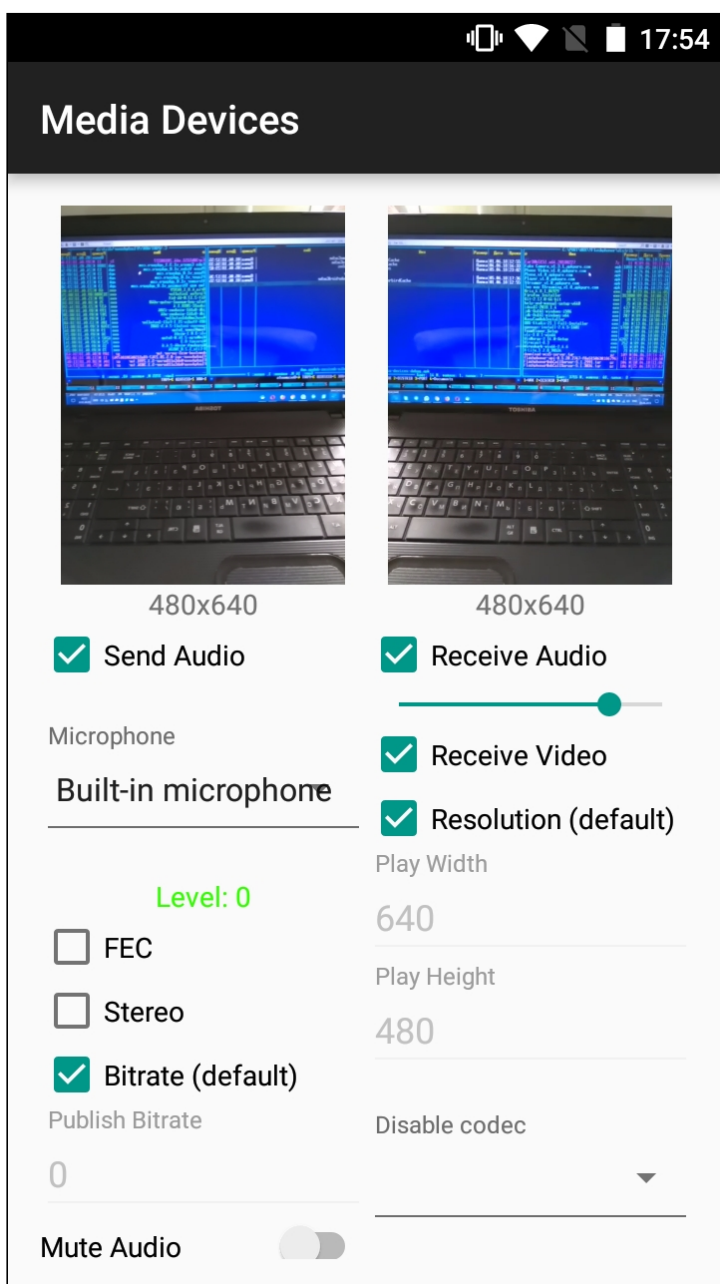 17:54
Media Devices
TOSHIBA
480x640
480x640
Send Audio
Receive Audio
Microphone
Built-in microphone
Receive Video
Resolution (default)
Play Width
640
Level: 0
FEC
Play Height
480
Stereo
Bitrate (default)
Publish Bitrate
0
Disable codec
Mute Audio